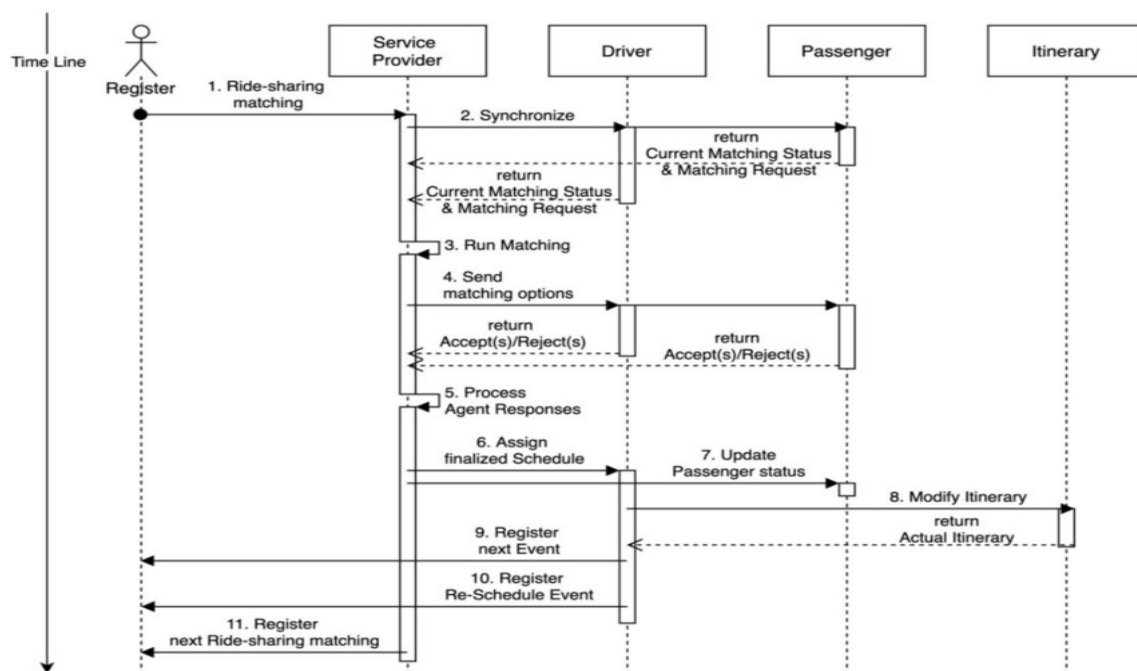 Time Line
Register
Service
Provider
Driver
Passenger
Itinerary
1. Ride-sharing
matching
2. Synchronize
return
Current Matching Status
& Matching Request
return
Current Matching Status
& Matching Request
3. Run Matching
4. Send
matching options
return
Accept(s)/Reject(s)
return
Accept(s)/Reject(s)
5. Process
Agent Responses
6. Assign
finalized Schedule
7. Update
Passenger status
8. Modify Itinerary
return
Actual Itinerary
9. Register
next Event
10. Register
Re-Schedule Event
11. Register
next Ride-sharing matching